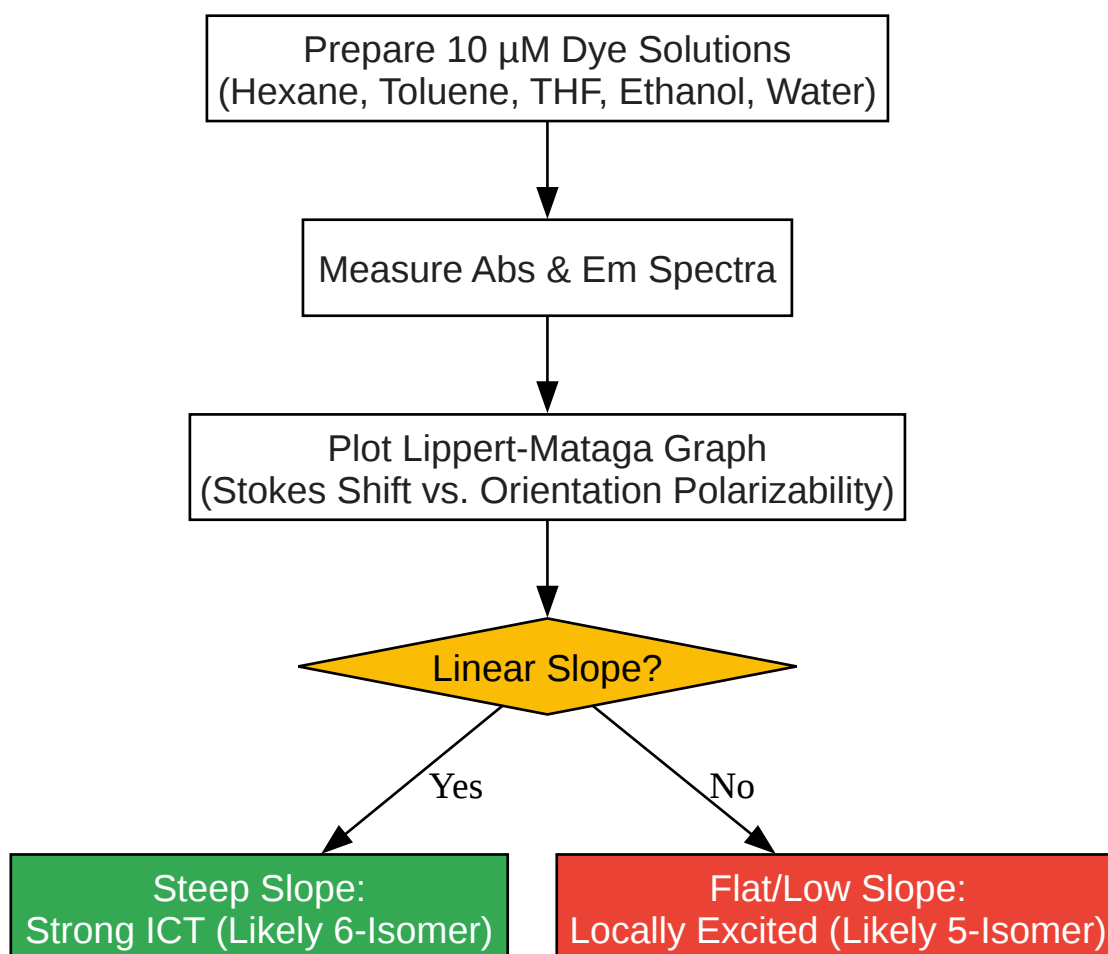 Prepare 10 µM Dye Solutions
(Hexane, Toluene, THF, Ethanol, Water)
Measure Abs & Em Spectra
Plot Lippert-Mataga Graph
(Stokes Shift vs. Orientation Polarizability)
Linear Slope?
Yes
No
Steep Slope:
Strong ICT (Likely 6-Isomer)
Flat/Low Slope:
Locally Excited (Likely 5-Isomer)